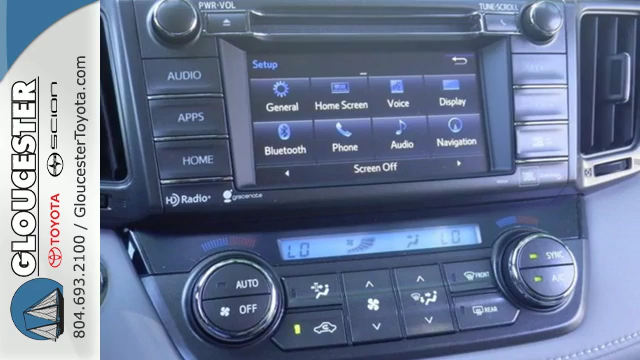 GLOUCESTER
TOYOTA SCION
804.693.2100 / GloucesterToyota.com
PWR·VOL
TUNE·SCROLL
AUDIO
APPS
HOME
Setup
General Home Screen Voice Display
Bluetooth Phone Audio Navigation
Screen Off
HD Radio
gracenote
LO LO
AUTO
OFF
FRONT
REAR
SYNC
A/C